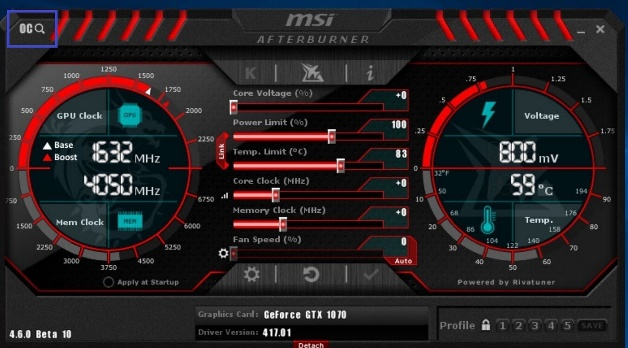 OC
msi
AFTERBURNER
K
i
GPU Clock
GPU
Base
Boost
1632 MHz
4050 MHz
Mem Clock
MEM
0
250
500
750
1000
1250
1500
1750
2000
2250
0
750
1500
2250
3000
3750
4500
5250
6000
6750
Apply at Startup
Link
Core Voltage (%)
+0
Power Limit (%)
100
Temp. Limit (°C)
83
Core Clock (MHz)
+0
Memory Clock (MHz)
+0
Fan Speed (%)
0
Auto
0
.25
.5
.75
1
1.25
1.5
1.75
Voltage
800 mV
59 °C
Temp.
32°F
50
68
86
104
122
140
158
176
194
0
10
20
30
40
50
60
70
80
90
Powered by Rivatuner
4.6.0 Beta 10
Graphics Card: GeForce GTX 1070
Driver Version: 417.01
Detach
Profile 1 2 3 4 5 SAVE